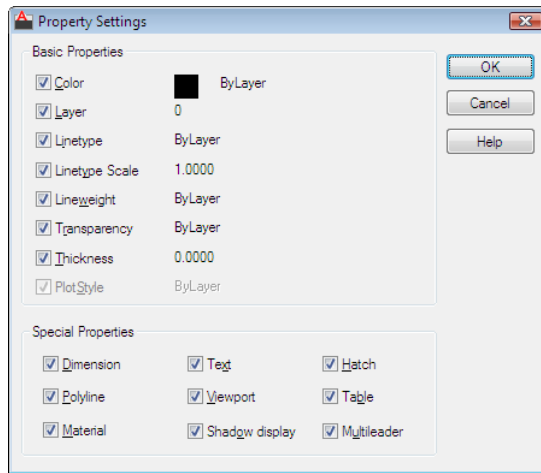 Property Settings
Basic Properties
Color ByLayer
Layer 0
Linetype ByLayer
Linetype Scale 1.0000
Lineweight ByLayer
Transparency ByLayer
Thickness 0.0000
PlotStyle ByLayer
OK
Cancel
Help
Special Properties
Dimension Text Hatch
Polyline Viewport Table
Material Shadow display Multileader